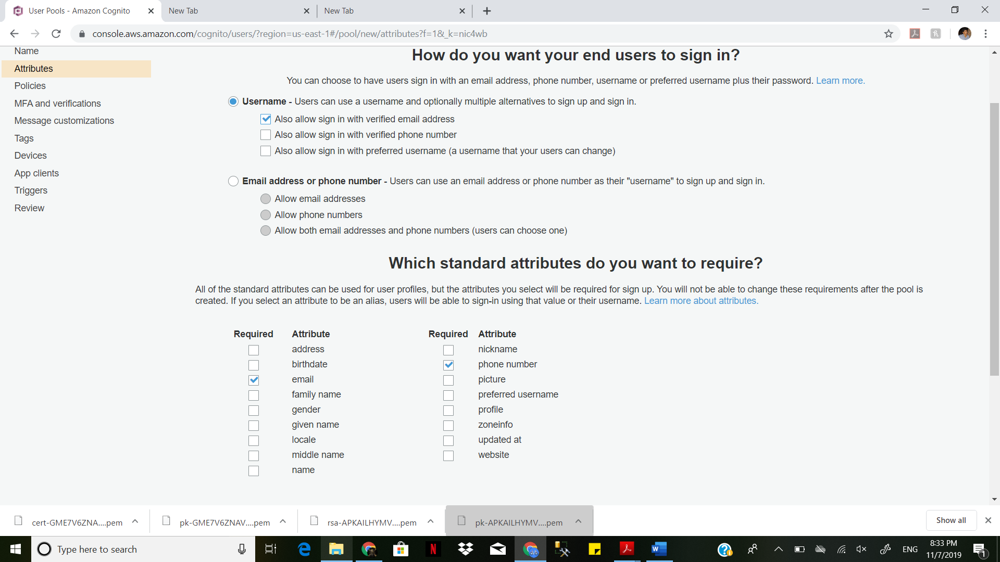 User Pools - Amazon Cognito
New Tab
New Tab
console.aws.amazon.com/cognito/users/?region=us-east-1#/pool/new/attributes?f=1&_k=nic4wb
Name
Attributes
Policies
MFA and verifications
Message customizations
Tags
Devices
App clients
Triggers
Review
How do you want your end users to sign in?
You can choose to have users sign in with an email address, phone number, username or preferred username plus their password. Learn more.
Username - Users can use a username and optionally multiple alternatives to sign up and sign in.
Also allow sign in with verified email address
Also allow sign in with verified phone number
Also allow sign in with preferred username (a username that your users can change)
Email address or phone number - Users can use an email address or phone number as their "username" to sign up and sign in.
Allow email addresses
Allow phone numbers
Allow both email addresses and phone numbers (users can choose one)
Which standard attributes do you want to require?
All of the standard attributes can be used for user profiles, but the attributes you select will be required for sign up. You will not be able to change these requirements after the pool is
created. If you select an attribute to be an alias, users will be able to sign-in using that value or their username. Learn more about attributes.
Required Attribute
address
birthdate
email
family name
gender
given name
locale
middle name
name
Required Attribute
nickname
phone number
picture
preferred username
profile
zoneinfo
updated at
website
cert-GME7V6ZNA....pem
pk-GME7V6ZNAV....pem
rsa-APKAILHYMV....pem
pk-APKAILHYMV....pem
Show all
Type here to search
ENG
8:33 PM
11/7/2019
1